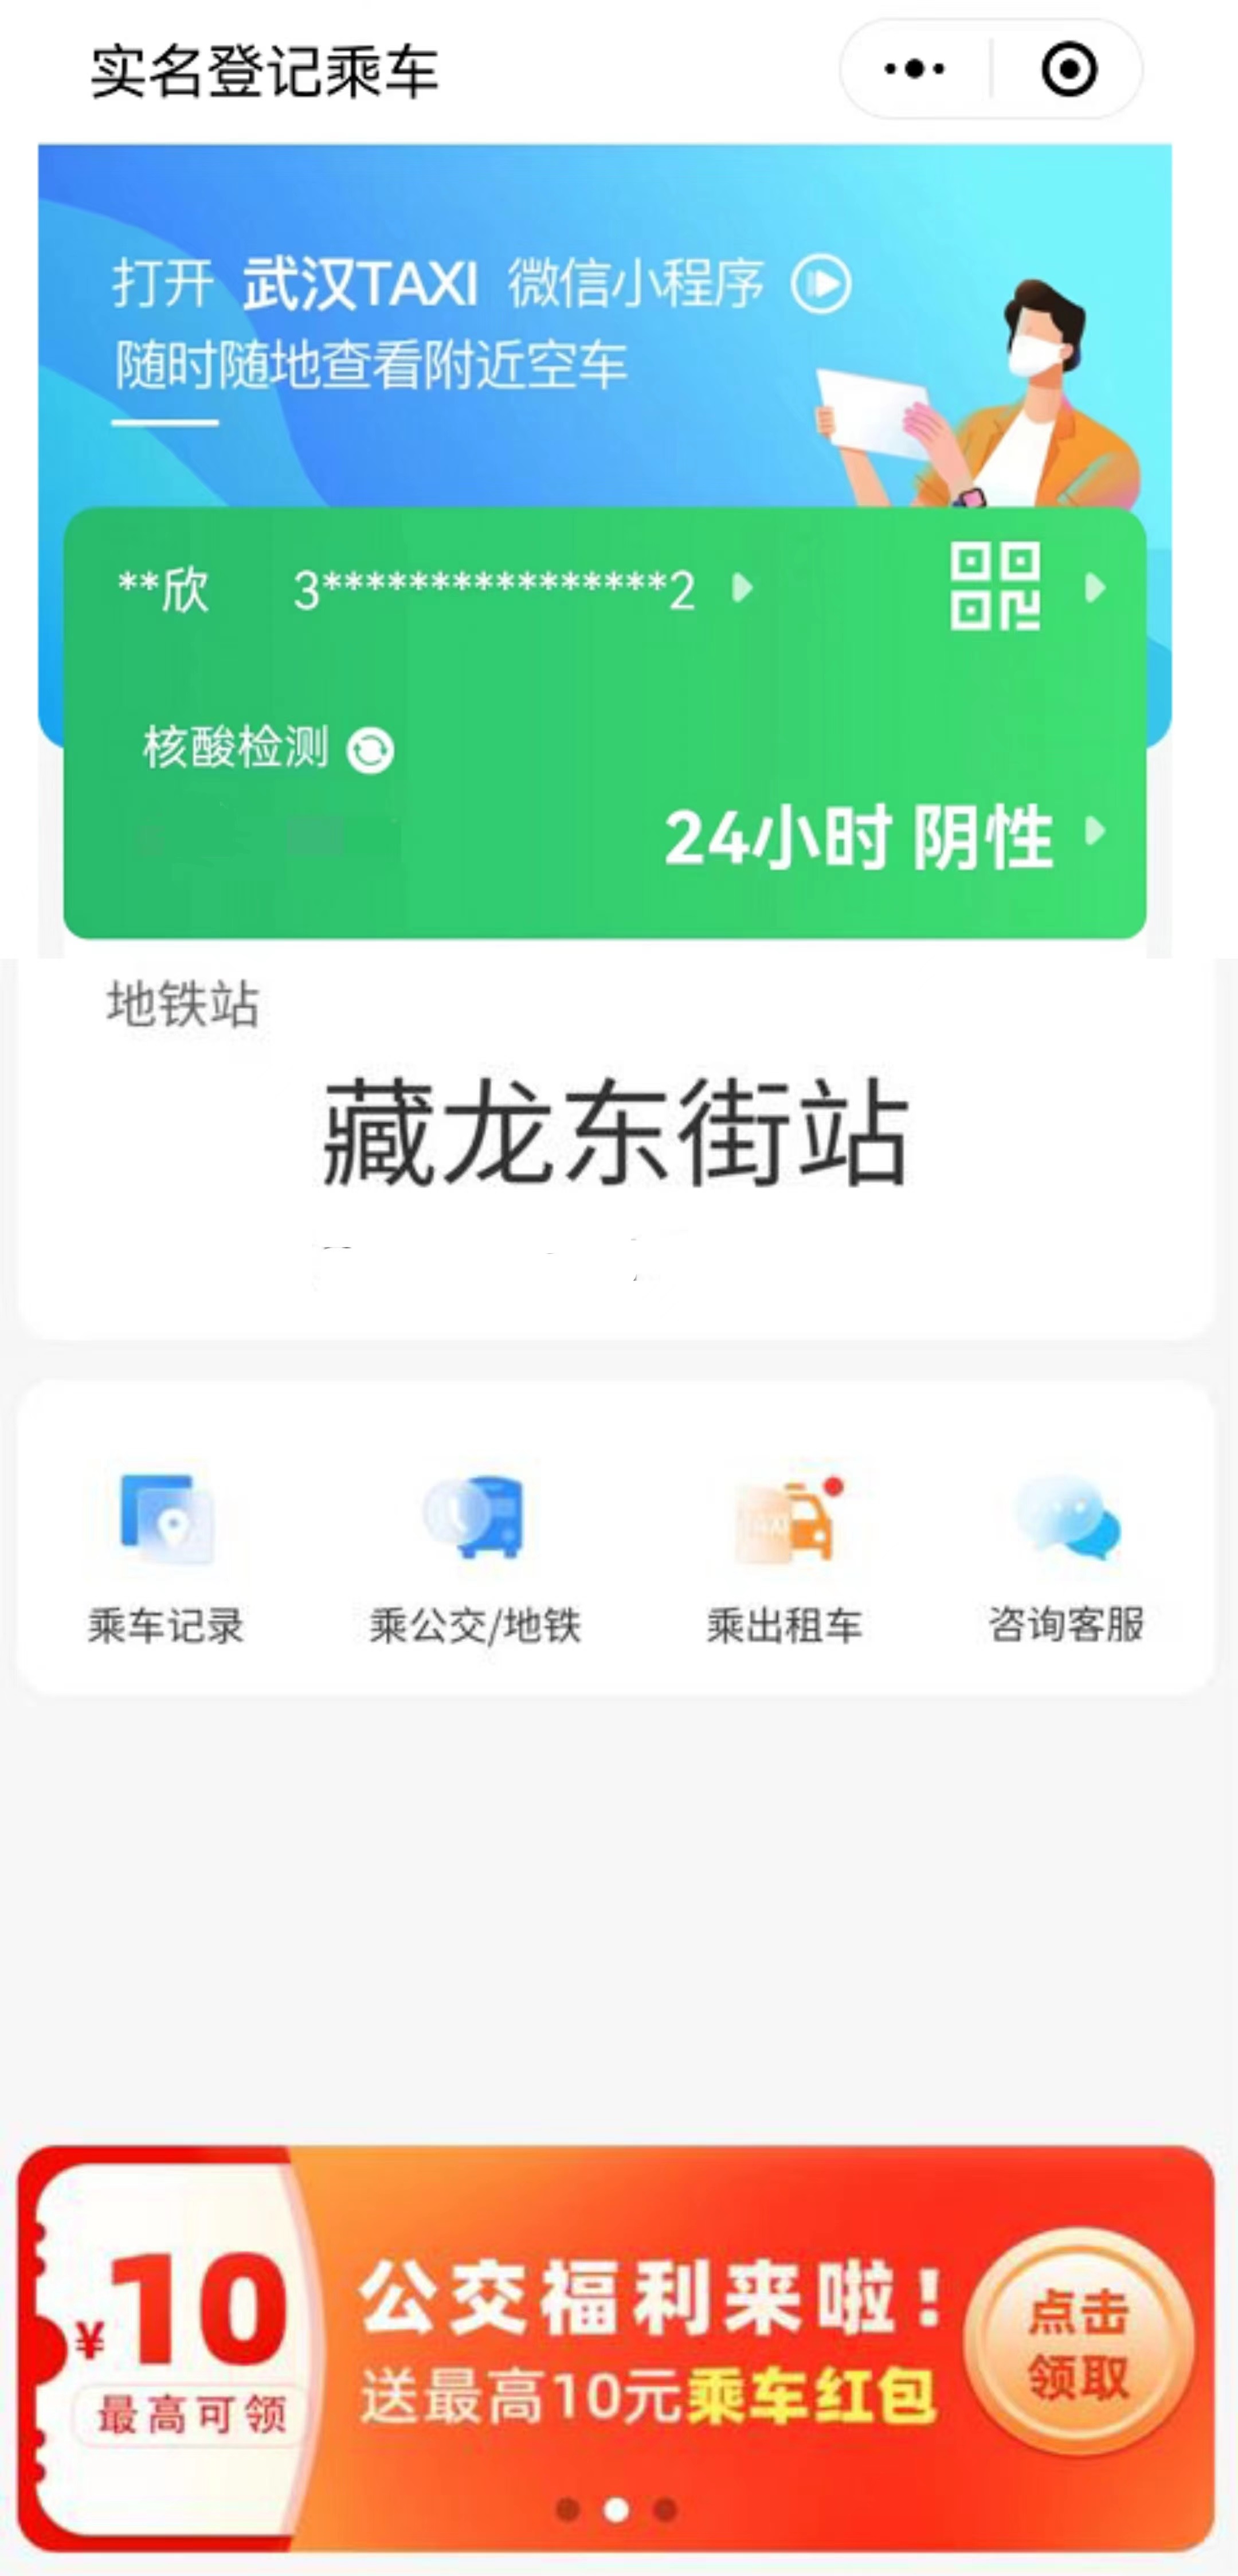 实名登记乘车
打开 武汉TAXI 微信小程序
随时随地查看附近空车
**欣 3****************2
核酸检测
24小时 阴性
地铁站
藏龙东街站
TAXI
乘车记录 乘公交/地铁 乘出租车 咨询客服
¥10
最高可领
公交福利来啦！
送最高10元乘车红包
点击
领取